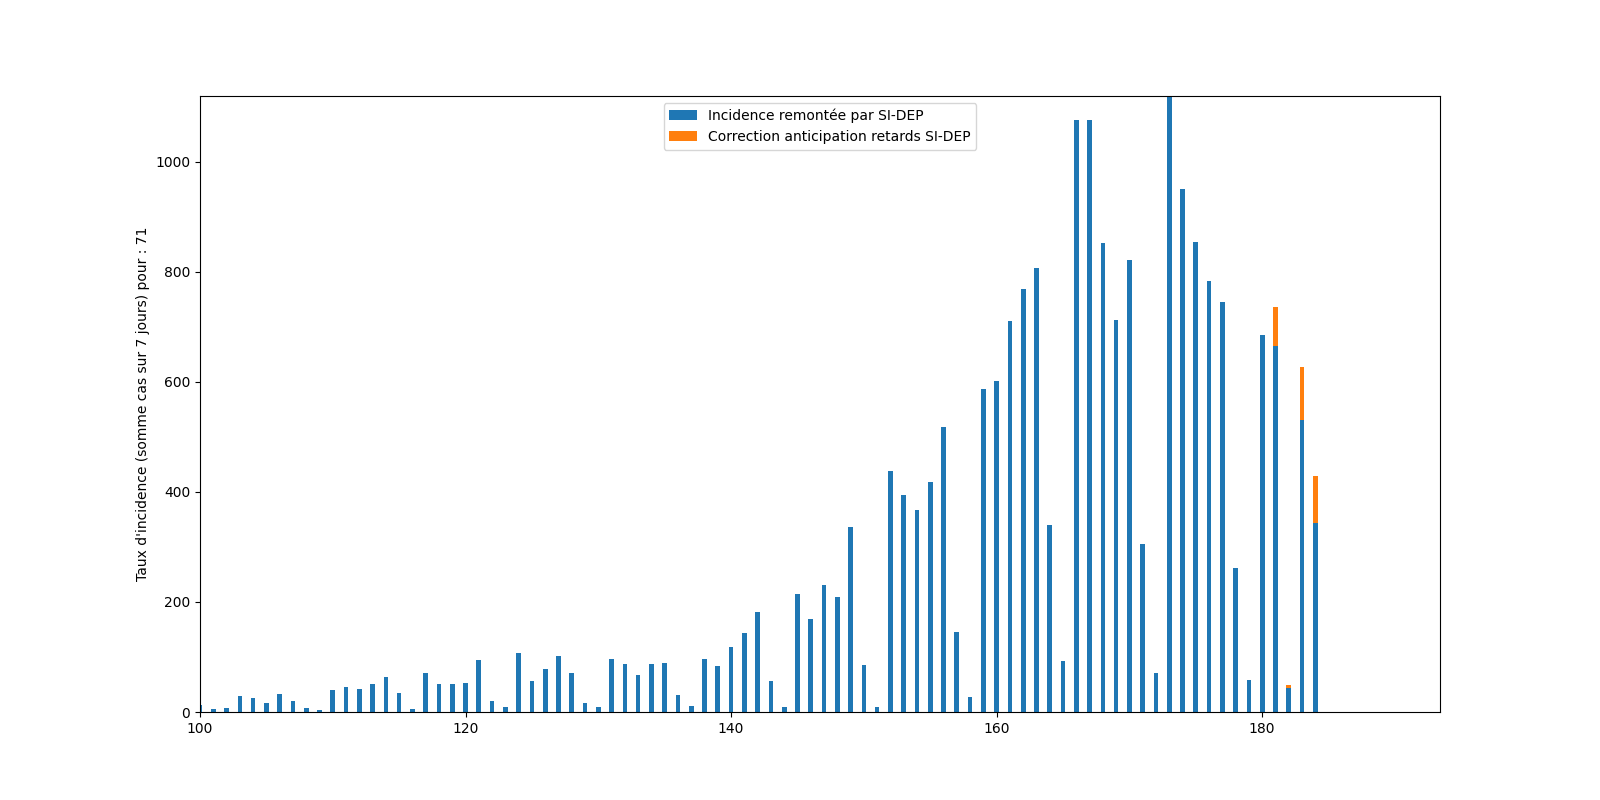 Incidence remontée par SI-DEP
Correction anticipation retards SI-DEP
Taux d'incidence (somme cas sur 7 jours) pour : 71
1000
800
600
400
200
0
100 120 140 160 180